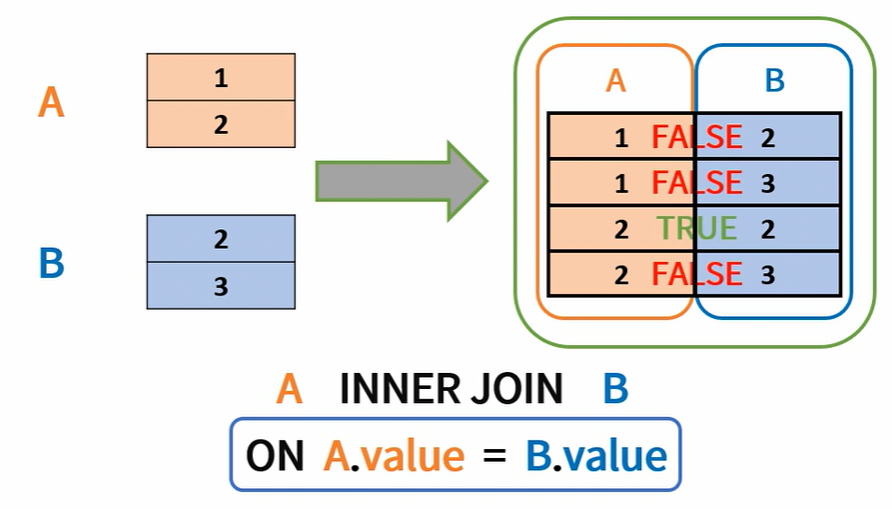 A
1
2
B
2
3
A B
1 FALSE 2
1 FALSE 3
2 TRUE 2
2 FALSE 3
A INNER JOIN B
ON A.value = B.value